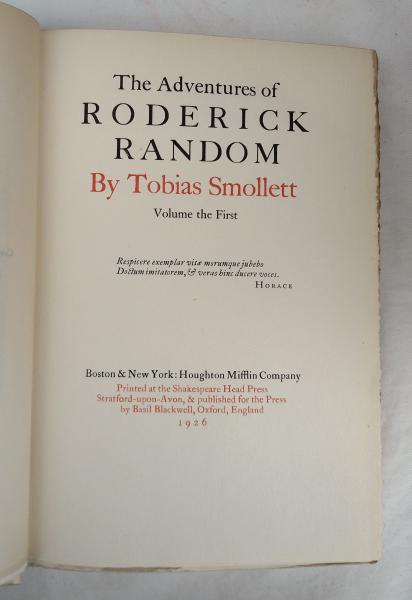 The Adventures of
RODERICK
RANDOM
By Tobias Smollett
Volume the First
Respicere exemplar vitæ morumque jubebo
Doctum imitatorem, & veras hinc ducere voces.
HORACE
Boston & New York: Houghton Mifflin Company
Printed at the Shakespeare Head Press
Stratford-upon-Avon, & published for the Press
by Basil Blackwell, Oxford, England
1926